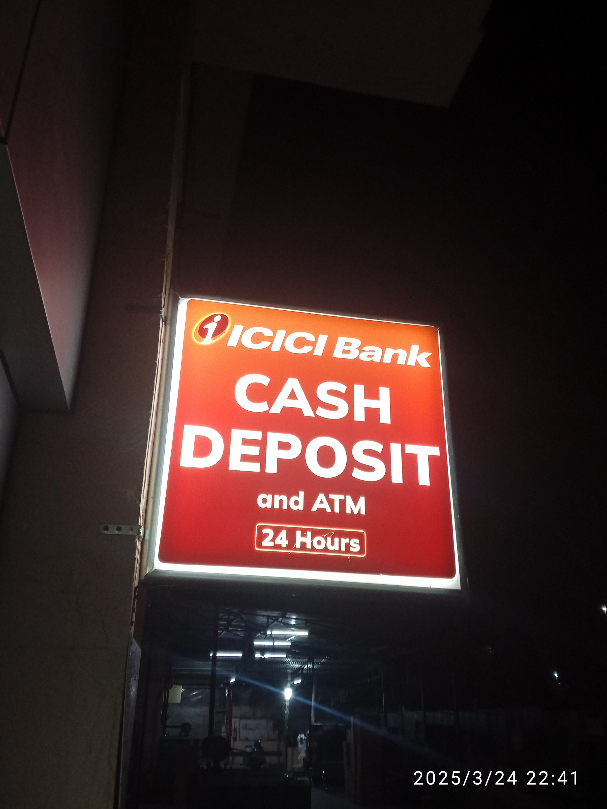 i ICICI Bank
CASH
DEPOSIT
and ATM
24 Hours
2025/3/24 22:41